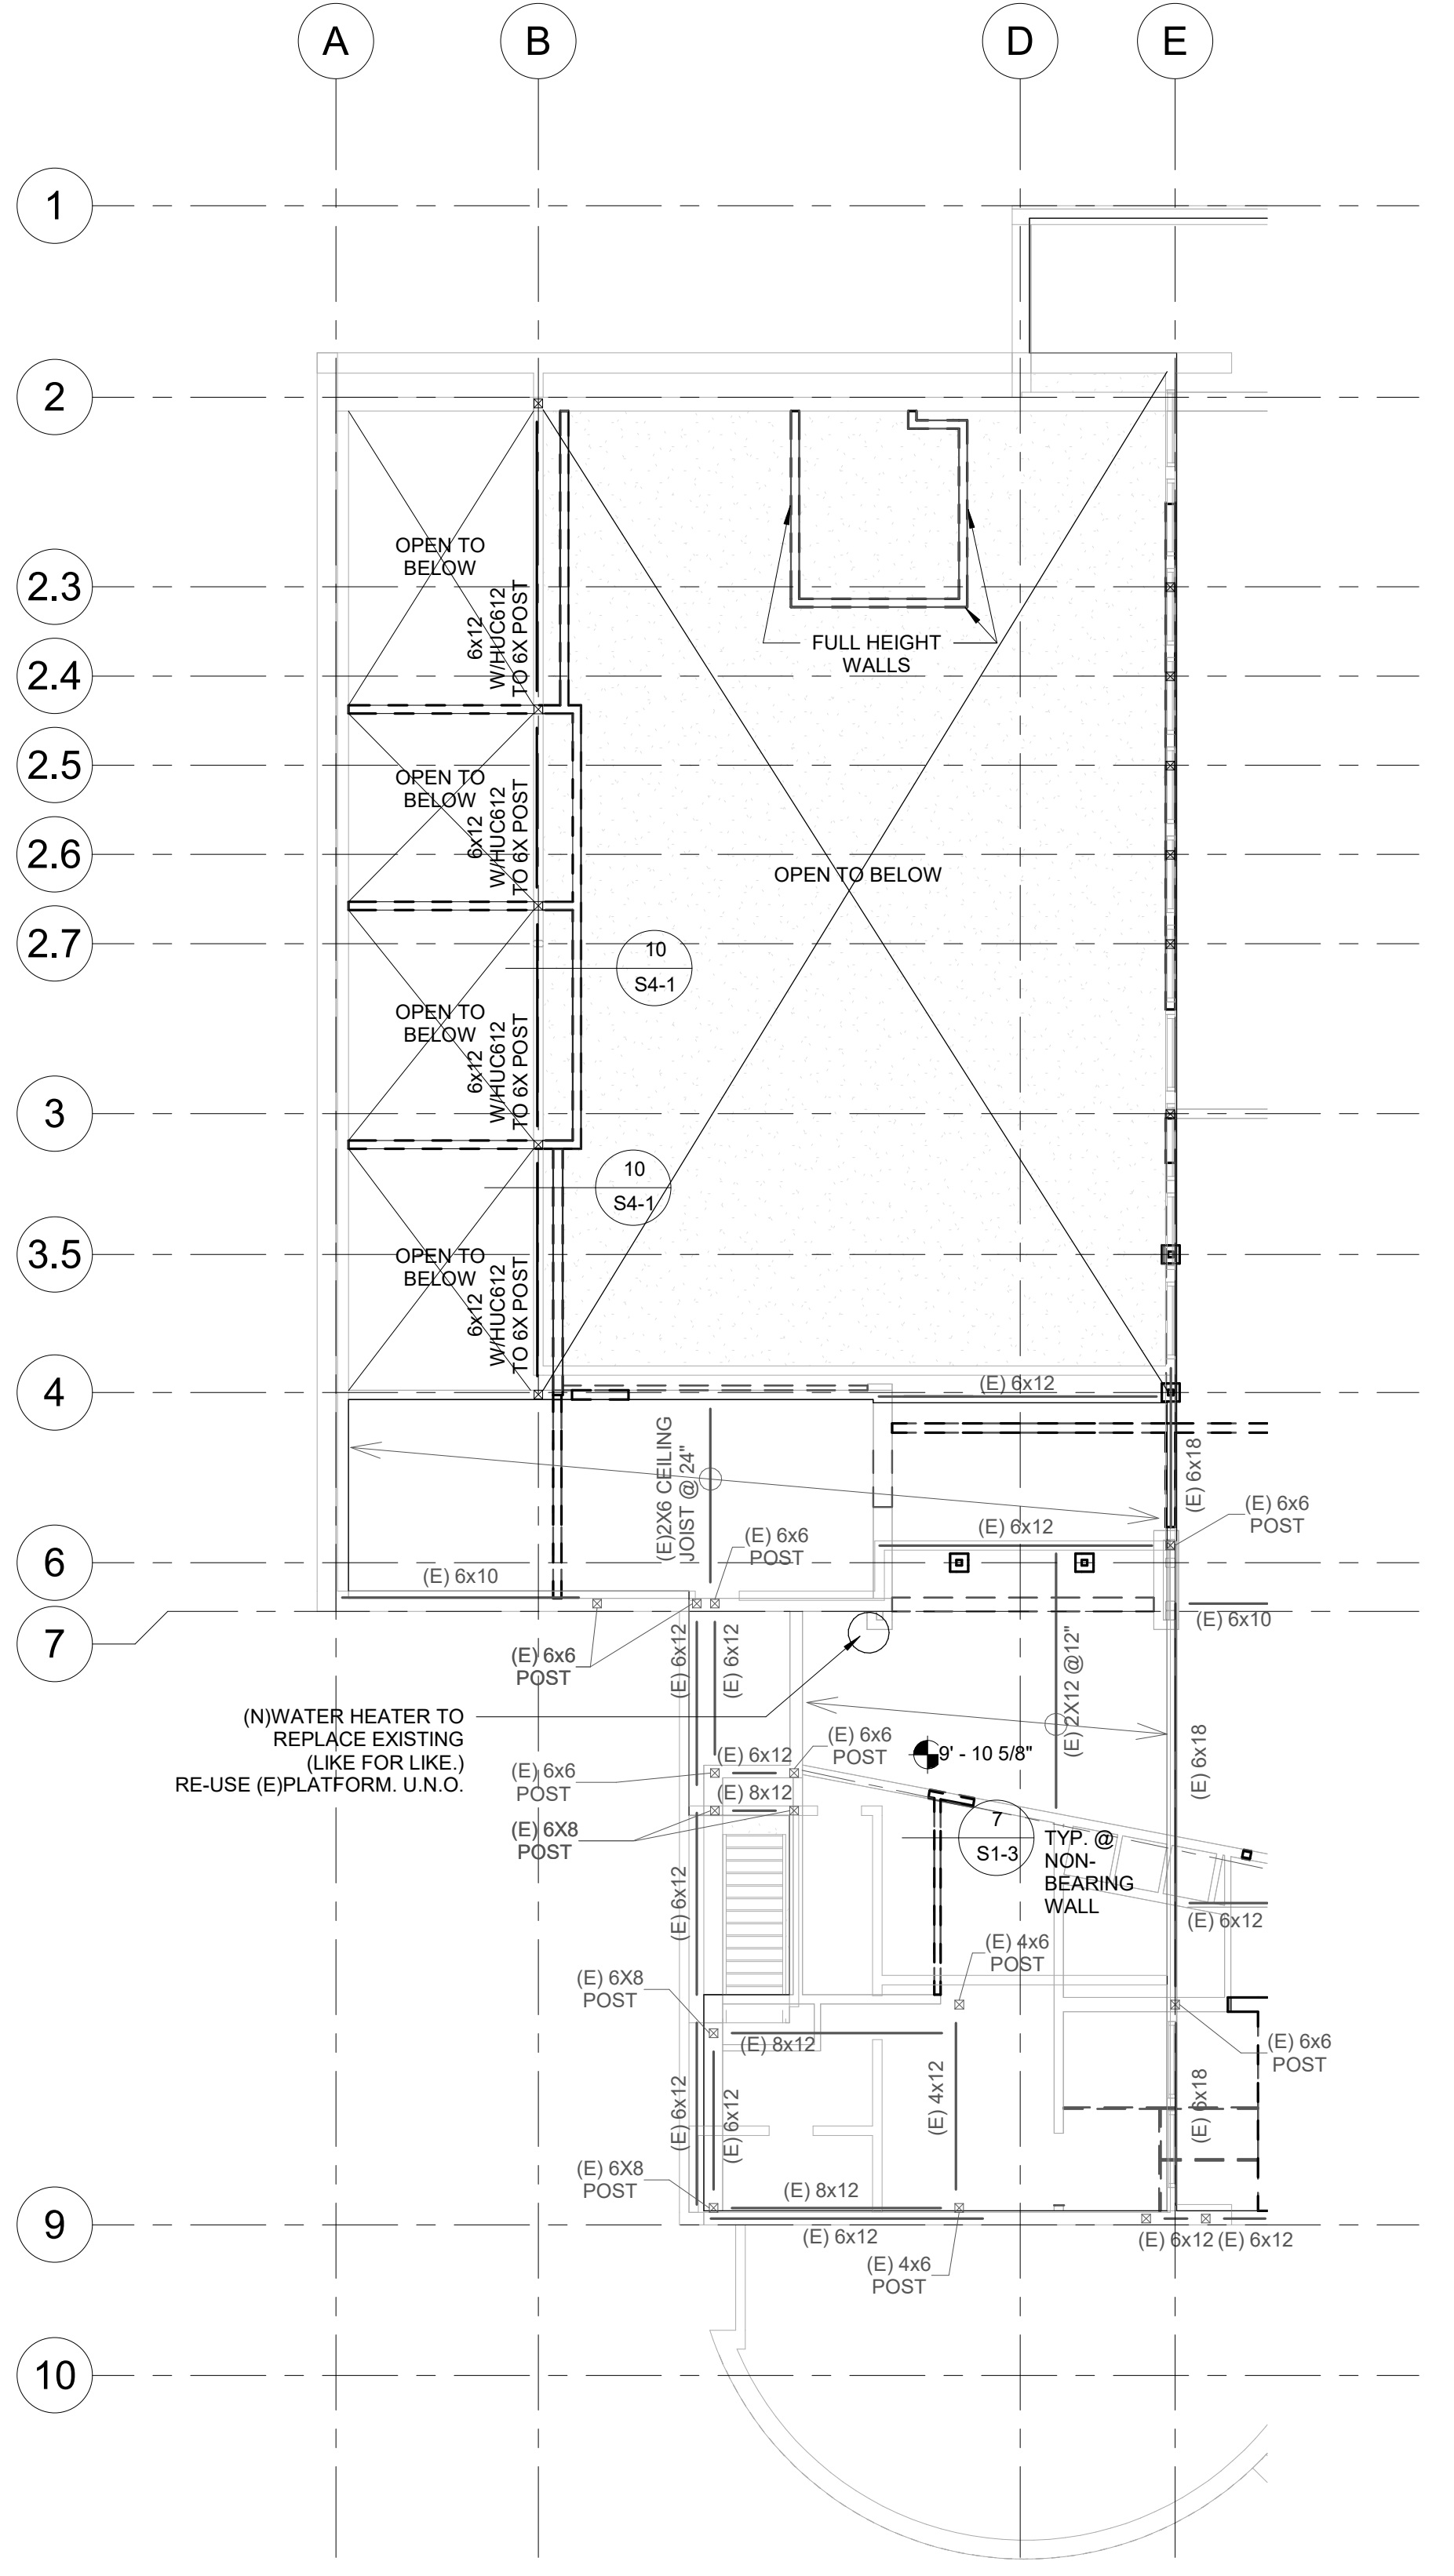 A
B
D
E
1
2
2.3
2.4
2.5
2.6
2.7
3
3.5
4
6
7
9
10
OPEN TO
BELOW
6x12
W/HUC612
TO 6X POST
FULL HEIGHT
WALLS
OPEN TO
BELOW
6x12
W/HUC612
TO 6X POST
OPEN TO BELOW
10
S4-1
OPEN TO
BELOW
6x12
W/HUC612
TO 6X POST
10
S4-1
OPEN TO
BELOW
6x12
W/HUC612
TO 6X POST
(E) 6x12
(E)2X6 CEILING
JOIST @ 24"
(E) 6x18
(E) 6x6
POST
(E) 6x12
(E) 6x6
POST
(E) 6x10
(E) 6x10
(E) 6x6
POST
(E) 6x12
(E) 6x12
(E) 2X12 @12"
(N)WATER HEATER TO
REPLACE EXISTING
(LIKE FOR LIKE.)
RE-USE (E)PLATFORM. U.N.O.
(E) 6x6
POST
(E) 6x12
9' - 10 5/8"
(E) 6x18
(E) 6x6
POST
(E) 8x12
(E) 6X8
POST
7
S1-3
TYP. @
NON-
BEARING
WALL
(E) 6x12
(E) 6x12
(E) 4x6
POST
(E) 6X8
POST
(E) 8x12
(E) 6x6
POST
(E) 6x12
(E) 6x12
(E) 4x12
(E) 6x18
(E) 6X8
POST
(E) 8x12
(E) 6x12
(E) 6x12
(E) 6x12
(E) 4x6
POST